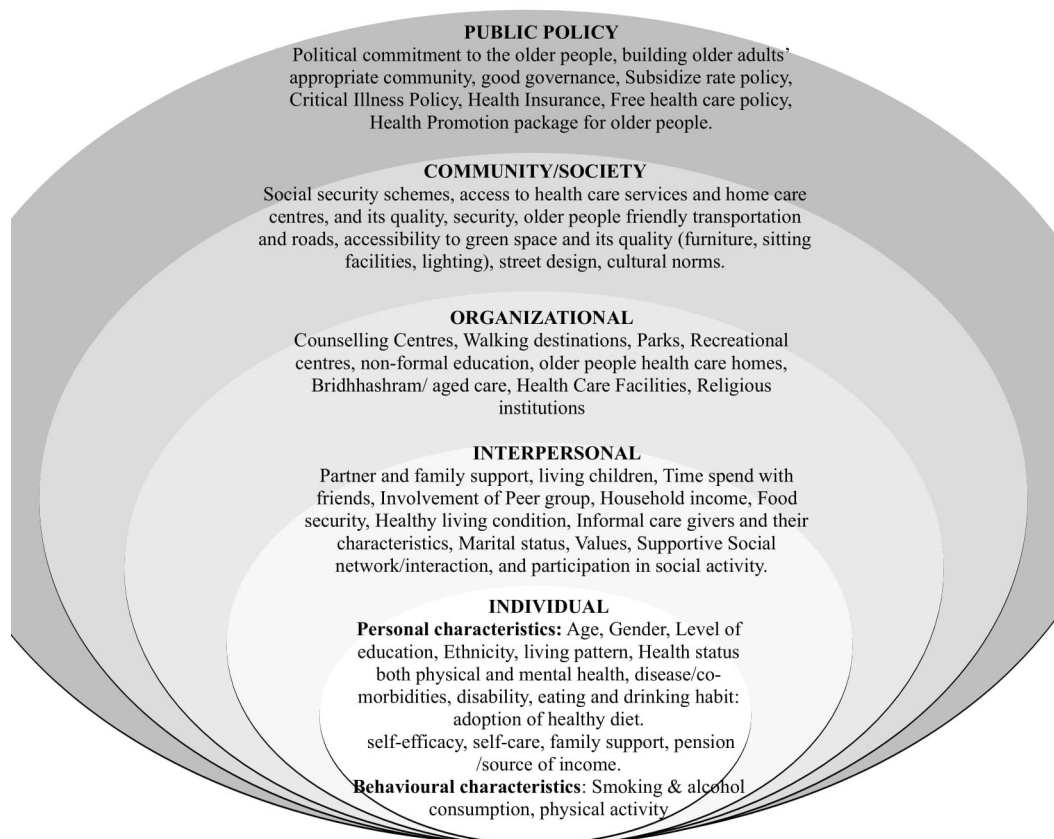 PUBLIC POLICY
Political commitment to the older people, building older adults’
appropriate community, good governance, Subsidize rate policy,
Critical Illness Policy, Health Insurance, Free health care policy,
Health Promotion package for older people.
COMMUNITY/SOCIETY
Social security schemes, access to health care services and home care
centres, and its quality, security, older people friendly transportation
and roads, accessibility to green space and its quality (furniture, sitting
facilities, lighting), street design, cultural norms.
ORGANIZATIONAL
Counselling Centres, Walking destinations, Parks, Recreational
centres, non-formal education, older people health care homes,
Bridhhashram/ aged care, Health Care Facilities, Religious
institutions
INTERPERSONAL
Partner and family support, living children, Time spend with
friends, Involvement of Peer group, Household income, Food
security, Healthy living condition, Informal care givers and their
characteristics, Marital status, Values, Supportive Social
network/interaction, and participation in social activity.
INDIVIDUAL
Personal characteristics: Age, Gender, Level of
education, Ethnicity, living pattern, Health status
both physical and mental health, disease/co-
morbidities, disability, eating and drinking habit:
adoption of healthy diet.
self-efficacy, self-care, family support, pension
/source of income.
Behavioural characteristics: Smoking & alcohol
consumption, physical activity